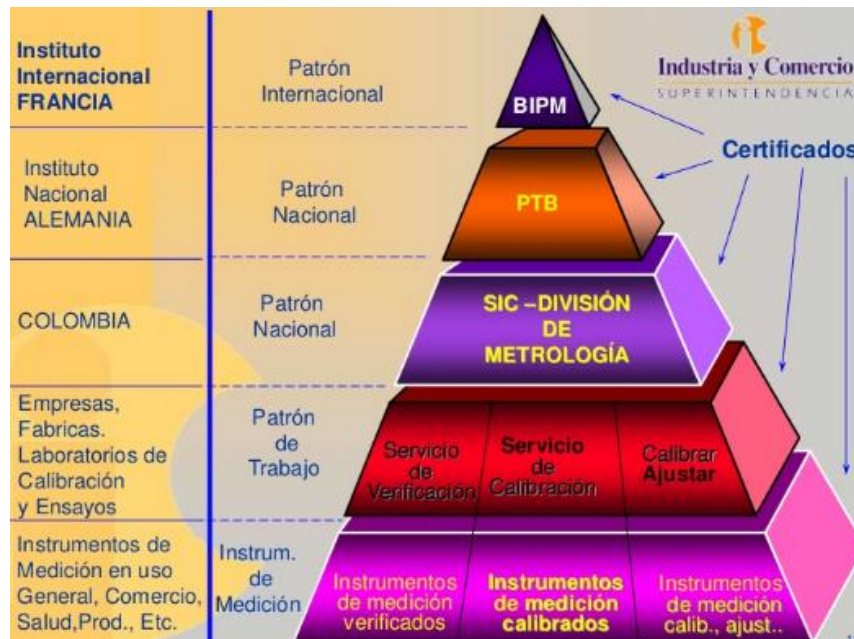 Instituto
Internacional
FRANCIA
Patrón
Internacional
BIPM
Industria y Comercio
SUPERINTENDENCIA
Certificados
Instituto
Nacional
ALEMANIA
Patrón
Nacional
PTB
COLOMBIA
Patrón
Nacional
SIC –DIVISIÓN
DE
METROLOGÍA
Empresas,
Fabricas.
Laboratorios de
Calibración
y Ensayos
Patrón
de
Trabajo
Servicio
de
Verificación
Servicio
de
Calibración
Calibrar
Ajustar
Instrumentos de
Medición en uso
General, Comercio,
Salud,Prod., Etc.
Instrum.
de
Medición
Instrumentos
de medición
verificados
Instrumentos
de medición
calibrados
Instrumentos
de medición
calib., ajust..